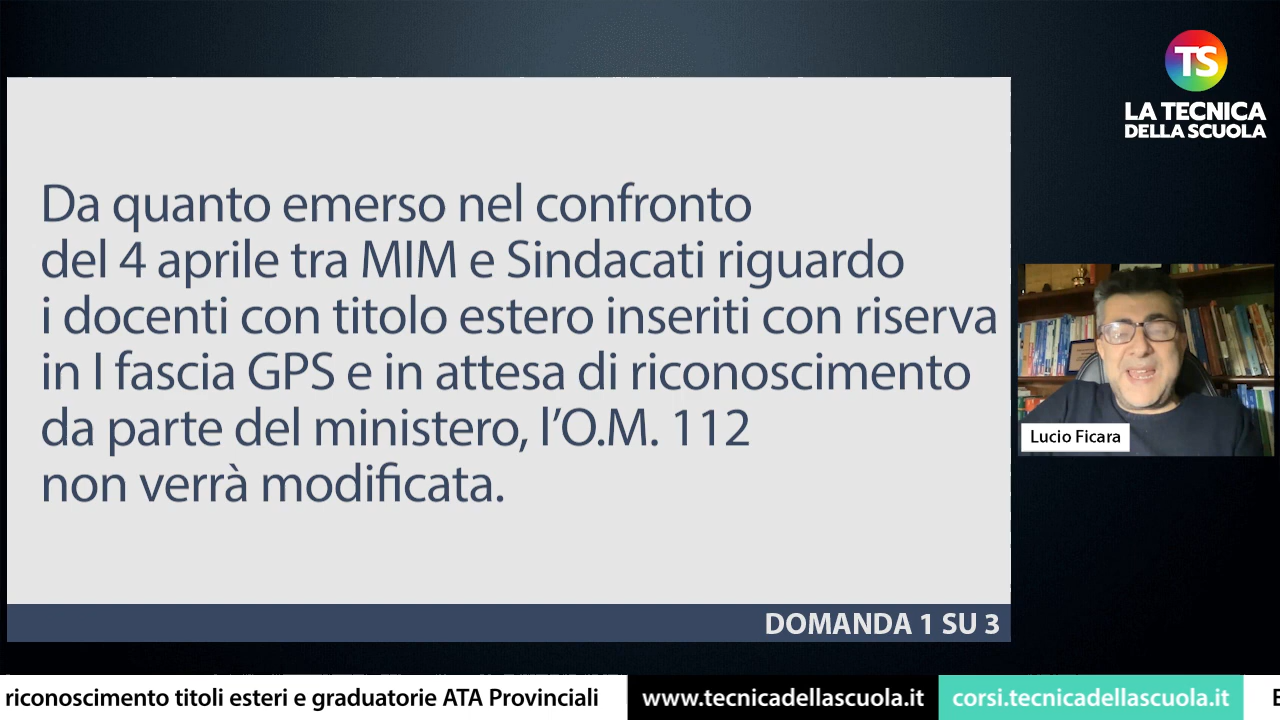 TS
LA TECNICA
DELLA SCUOLA
Da quanto emerso nel confronto
del 4 aprile tra MIM e Sindacati riguardo
i docenti con titolo estero inseriti con riserva
in I fascia GPS e in attesa di riconoscimento
da parte del ministero, l’O.M. 112
non verrà modificata.
Lucio Ficara
DOMANDA 1 SU 3
riconoscimento titoli esteri e graduatorie ATA Provinciali
www.tecnicadellascuola.it
corsi.tecnicadellascuola.it